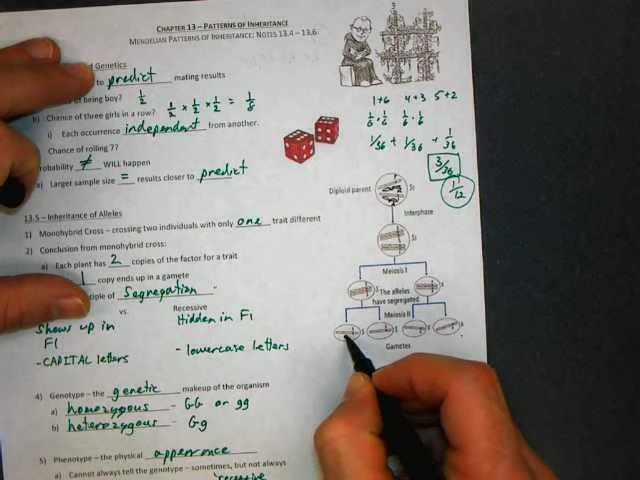 CHAPTER 13 – PATTERNS OF INHERITANCE
MENDELIAN PATTERNS OF INHERITANCE: NOTES 13.4 – 13.6
Genetics
to predict mating results
of being boy? 1/2
b) Chance of three girls in a row? 1/2 x 1/2 x 1/2 = 1/8
i) Each occurrence independent from another.
Chance of rolling 7?
≠ WILL happen
a) Larger sample size = results closer to predict
1+6 4+3 5+2
1/6 · 1/6 1/6 · 1/6
1/36 + 1/36 + 1/36
3/36
1/12
13.5 – Inheritance of Alleles
1) Monohybrid Cross – crossing two individuals with only one trait different
2) Conclusion from monohybrid cross:
a) Each plant has 2 copies of the factor for a trait
1 copy ends up in a gamete
of Segregation
vs.
Recessive
Shows up in F1
-CAPITAL letters
Hidden in F1
- lowercase letters
4) Genotype – the genetic makeup of the organism
a) homozygous - GG or gg
b) heterozygous - Gg
5) Phenotype – the physical appearance
a) Cannot always tell the genotype – sometimes, but not always
recessive
Diploid parent
Ss
Interphase
Ss
Meiosis I
The alleles have segregated
Meiosis II
Gametes